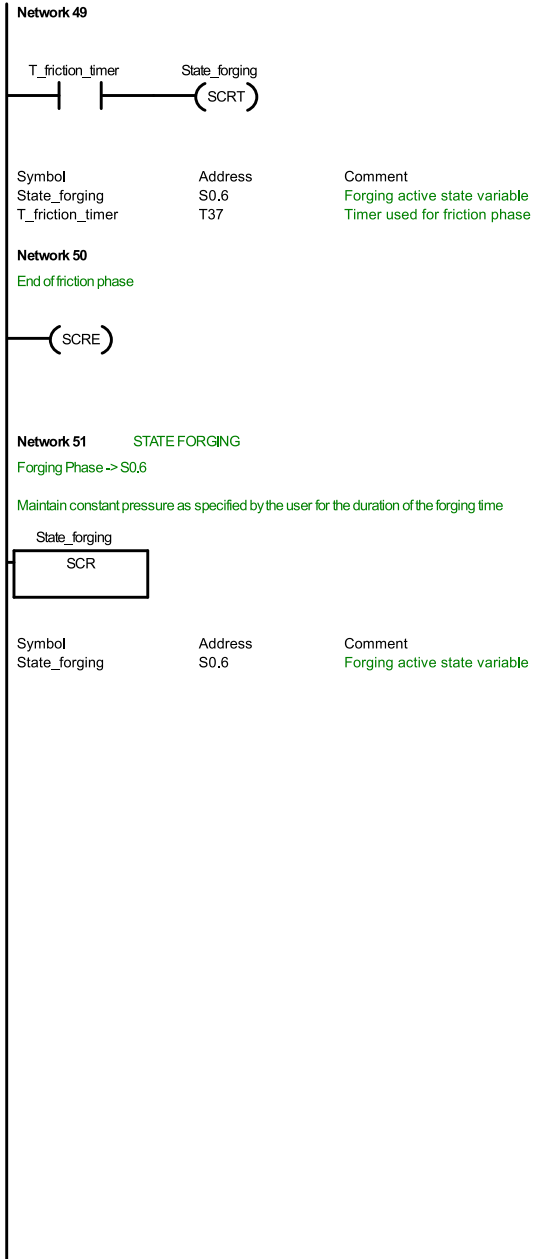 Network 49
T_friction_timer State_forging
SCRT
Symbol Address Comment
State_forging S0.6 Forging active state variable
T_friction_timer T37 Timer used for friction phase
Network 50
End of friction phase
SCRE
Network 51 STATE FORGING
Forging Phase -> S0.6
Maintain constant pressure as specified by the user for the duration of the forging time
State_forging
SCR
Symbol Address Comment
State_forging S0.6 Forging active state variable